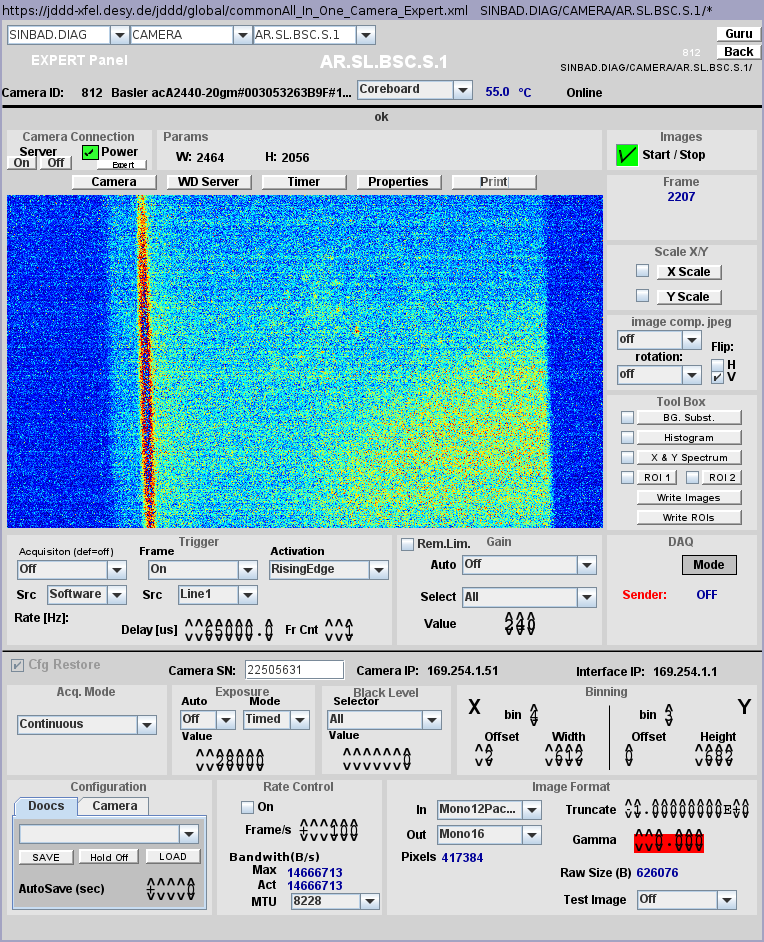 https://jddd-xfel.desy.de/jddd/global/commonAll_In_One_Camera_Expert.xml SINBAD.DIAG/CAMERA/AR.SL.BSC.S.1/*
SINBAD.DIAG CAMERA AR.SL.BSC.S.1 Guru
EXPERT Panel AR.SL.BSC.S.1 812 Back
SINBAD.DIAG/CAMERA/AR.SL.BSC.S.1/
Camera ID: 812 Basler acA2440-20gm#003053263B9F#1... Coreboard 55.0 °C Online
ok
Camera Connection Params Images
Server Power W: 2464 H: 2056 Start / Stop
On Off Expert
Camera WD Server Timer Properties Print Frame
2207
Scale X/Y
X Scale
Y Scale
image comp. jpeg
off Flip:
rotation: H
off V
Tool Box
BG. Subst.
Histogram
X & Y Spectrum
ROI 1 ROI 2
Write Images
Write ROIs
Trigger Rem.Lim. Gain DAQ
Acquisiton (def=off) Frame Activation
Off On RisingEdge Auto Off Mode
Src Software Src Line1 Select All Sender: OFF
Rate [Hz]: Delay [us] 65000.0 Fr Cnt 1 Value 240
Cfg Restore Camera SN: 22505631 Camera IP: 169.254.1.51 Interface IP: 169.254.1.1
Acq. Mode Exposure Black Level Binning
Auto Mode Selector X bin 4 bin 3 Y
Continuous Off Timed All
Value Value Offset Width Offset Height
28000 0 2 612 0 682
Configuration Rate Control Image Format
Doocs Camera On In Mono12Pac... Truncate -1.00000000E+0
Frame/s + 100 Out Mono16 Gamma 0.000
SAVE Hold Off LOAD Bandwith(B/s) Pixels 417384
Max 14666713 Raw Size (B) 626076
AutoSave (sec) + 0 Act 14666713
MTU 8228 Test Image Off